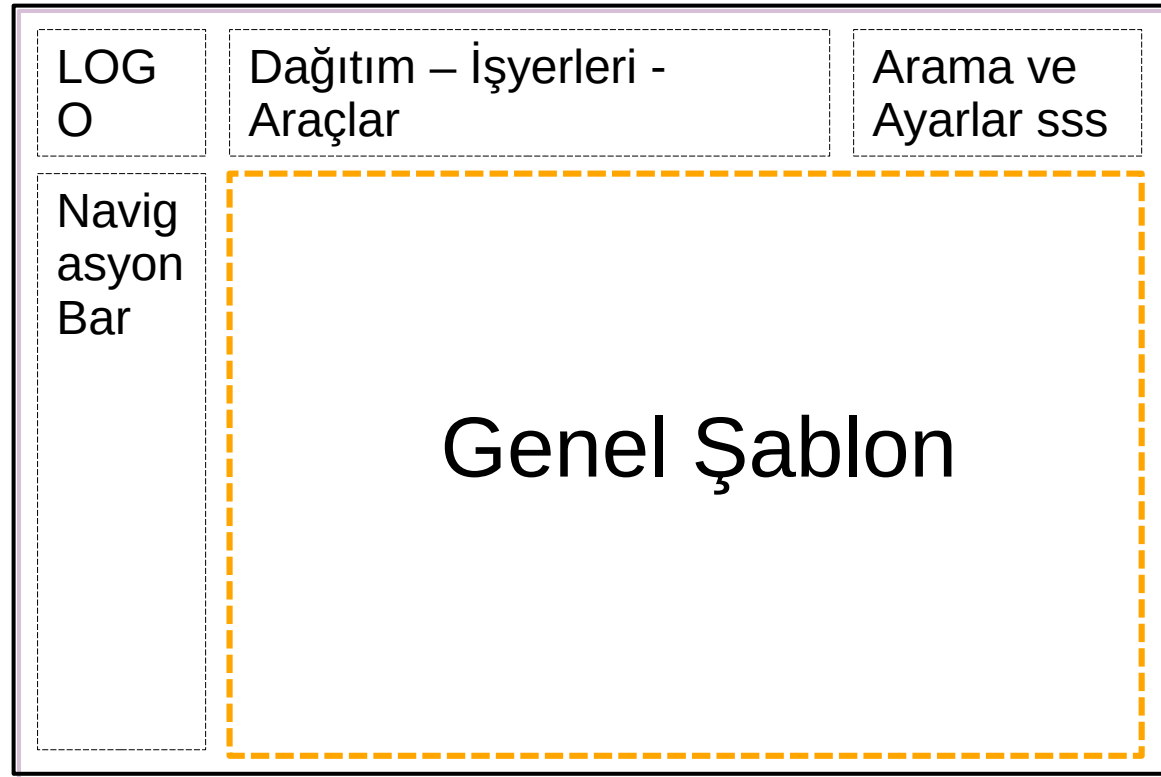 LOG
O
Dağıtım – İşyerleri -
Araçlar
Arama ve
Ayarlar sss
Navig
asyon
Bar
Genel Şablon